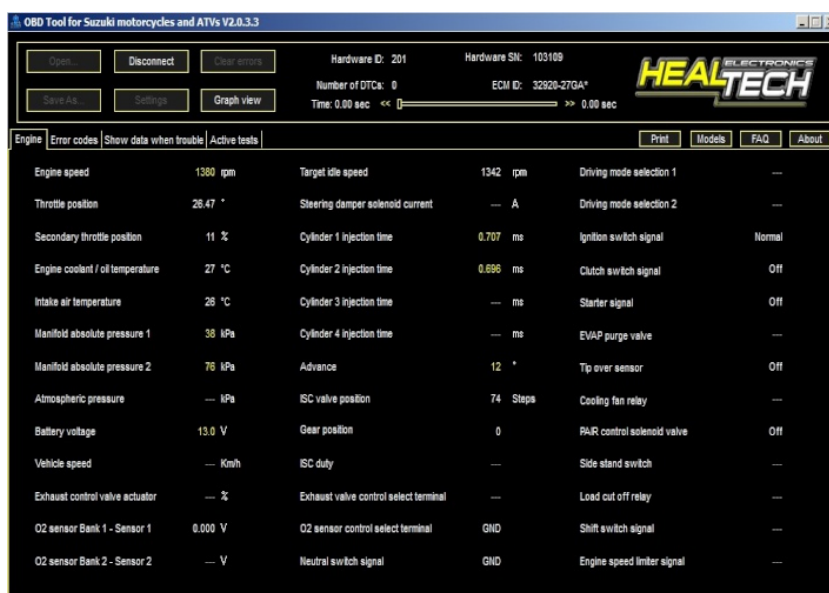 OBD Tool for Suzuki motorcycles and ATVs V2.0.3.3
Open... Disconnect Clear errors
Save As... Settings Graph view
Hardware ID: 201 Hardware SN: 103109
Number of DTCs: 0 ECM ID: 32920-27GA*
Time: 0.00 sec << >> 0.00 sec
HEALTECH ELECTRONICS
Engine Error codes Show data when trouble Active tests Print Models FAQ About
Engine speed 1380 rpm Target idle speed 1342 rpm Driving mode selection 1 ---
Throttle position 26.47 ° Steering damper solenoid current --- A Driving mode selection 2 ---
Secondary throttle position 11 % Cylinder 1 injection time 0.707 ms Ignition switch signal Normal
Engine coolant / oil temperature 27 °C Cylinder 2 injection time 0.696 ms Clutch switch signal Off
Intake air temperature 26 °C Cylinder 3 injection time --- ms Starter signal Off
Manifold absolute pressure 1 38 kPa Cylinder 4 injection time --- ms EVAP purge valve ---
Manifold absolute pressure 2 76 kPa Advance 12 ° Tip over sensor Off
Atmospheric pressure --- kPa ISC valve position 74 Steps Cooling fan relay ---
Battery voltage 13.0 V Gear position 0 PAIR control solenoid valve Off
Vehicle speed --- Km/h ISC duty --- Side stand switch ---
Exhaust control valve actuator --- % Exhaust valve control select terminal --- Load cut off relay ---
O2 sensor Bank 1 - Sensor 1 0.000 V O2 sensor control select terminal GND Shift switch signal ---
O2 sensor Bank 2 - Sensor 2 --- V Neutral switch signal GND Engine speed limiter signal ---